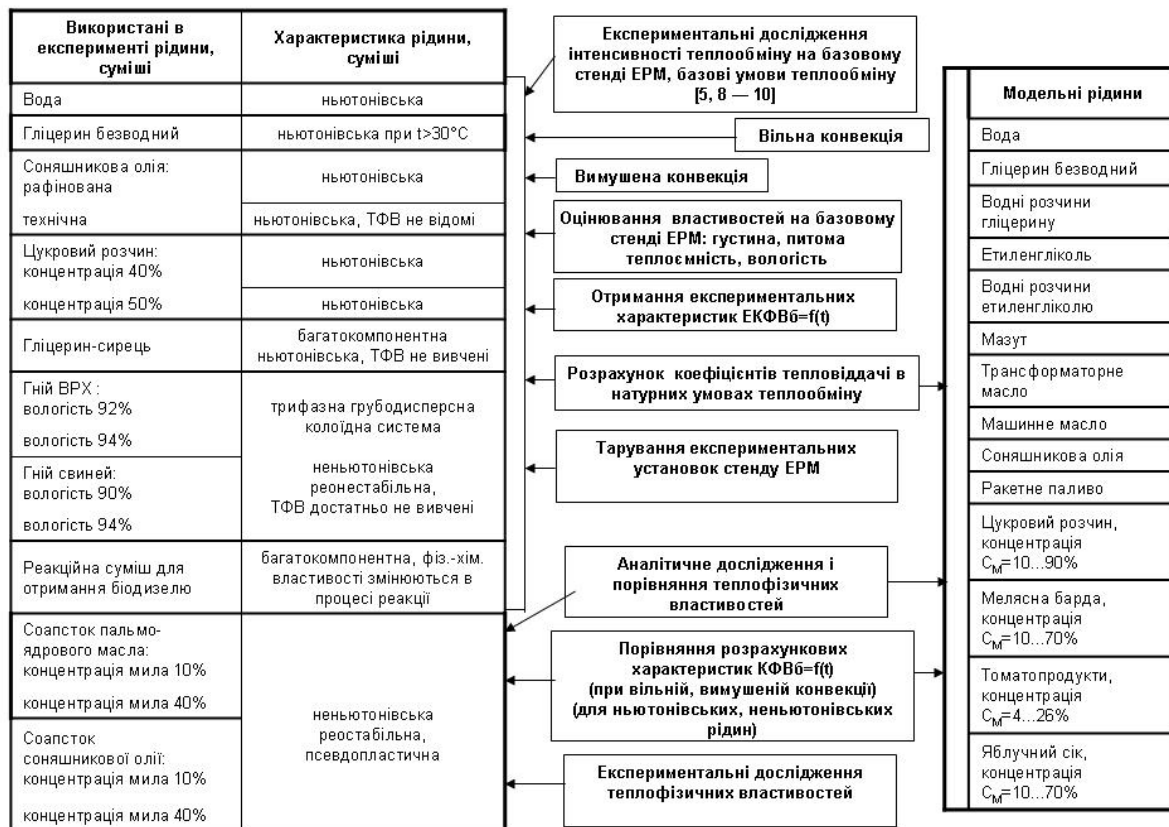 Використані в
експерименті рідини,
суміші
Характеристика рідини,
суміші
Вода
ньютонівська
Гліцерин безводний
ньютонівська при t>30°C
Соняшникова олія:
рафінована
ньютонівська
технічна
ньютонівська, ТФВ не відомі
Цукровий розчин:
концентрація 40%
ньютонівська
концентрація 50%
ньютонівська
Гліцерин-сирець
багатокомпонентна
ньютонівська, ТФВ не вивчені
Гній ВРХ :
вологість 92%
вологість 94%
трифазна грубодисперсна
колоїдна система
Гній свиней:
вологість 90%
вологість 94%
неньютонівська
реонестабільна,
ТФВ достатньо не вивчені
Реакційна суміш для
отримання біодизелю
багатокомпонентна, фіз.-хім.
властивості змінюються в
процесі реакції
Соапсток пальмо-
ядрового масла:
концентрація мила 10%
концентрація мила 40%
Соапсток
соняшникової олії:
концентрація мила 10%
концентрація мила 40%
неньютонівська
реостабільна,
псевдопластична
Експериментальні дослідження
інтенсивності теплообміну на базовому
стенді ЕРМ, базові умови теплообміну
[5, 8 — 10]
Вільна конвекція
Вимушена конвекція
Оцінювання властивостей на базовому
стенді ЕРМ: густина, питома
теплоємність, вологість
Отримання експериментальних
характеристик ЕКФВб=f(t)
Розрахунок коефіцієнтів тепловіддачі в
натурних умовах теплообміну
Тарування експериментальних
установок стенду ЕРМ
Аналітичне дослідження і
порівняння теплофізичних
властивостей
Порівняння розрахункових
характеристик КФВб=f(t)
(при вільній, вимушеній конвекції)
(для ньютонівських, неньютонівських
рідин)
Експериментальні дослідження
теплофізичних властивостей
Модельні рідини
Вода
Гліцерин безводний
Водні розчини
гліцерину
Етиленгліколь
Водні розчини
етиленгліколю
Мазут
Трансформаторне
масло
Машинне масло
Соняшникова олія
Ракетне паливо
Цукровий розчин,
концентрація
CМ=10...90%
Мелясна барда,
концентрація
CМ=10...70%
Томатопродукти,
концентрація
CМ=4...26%
Яблучний сік,
концентрація
CМ=10...70%